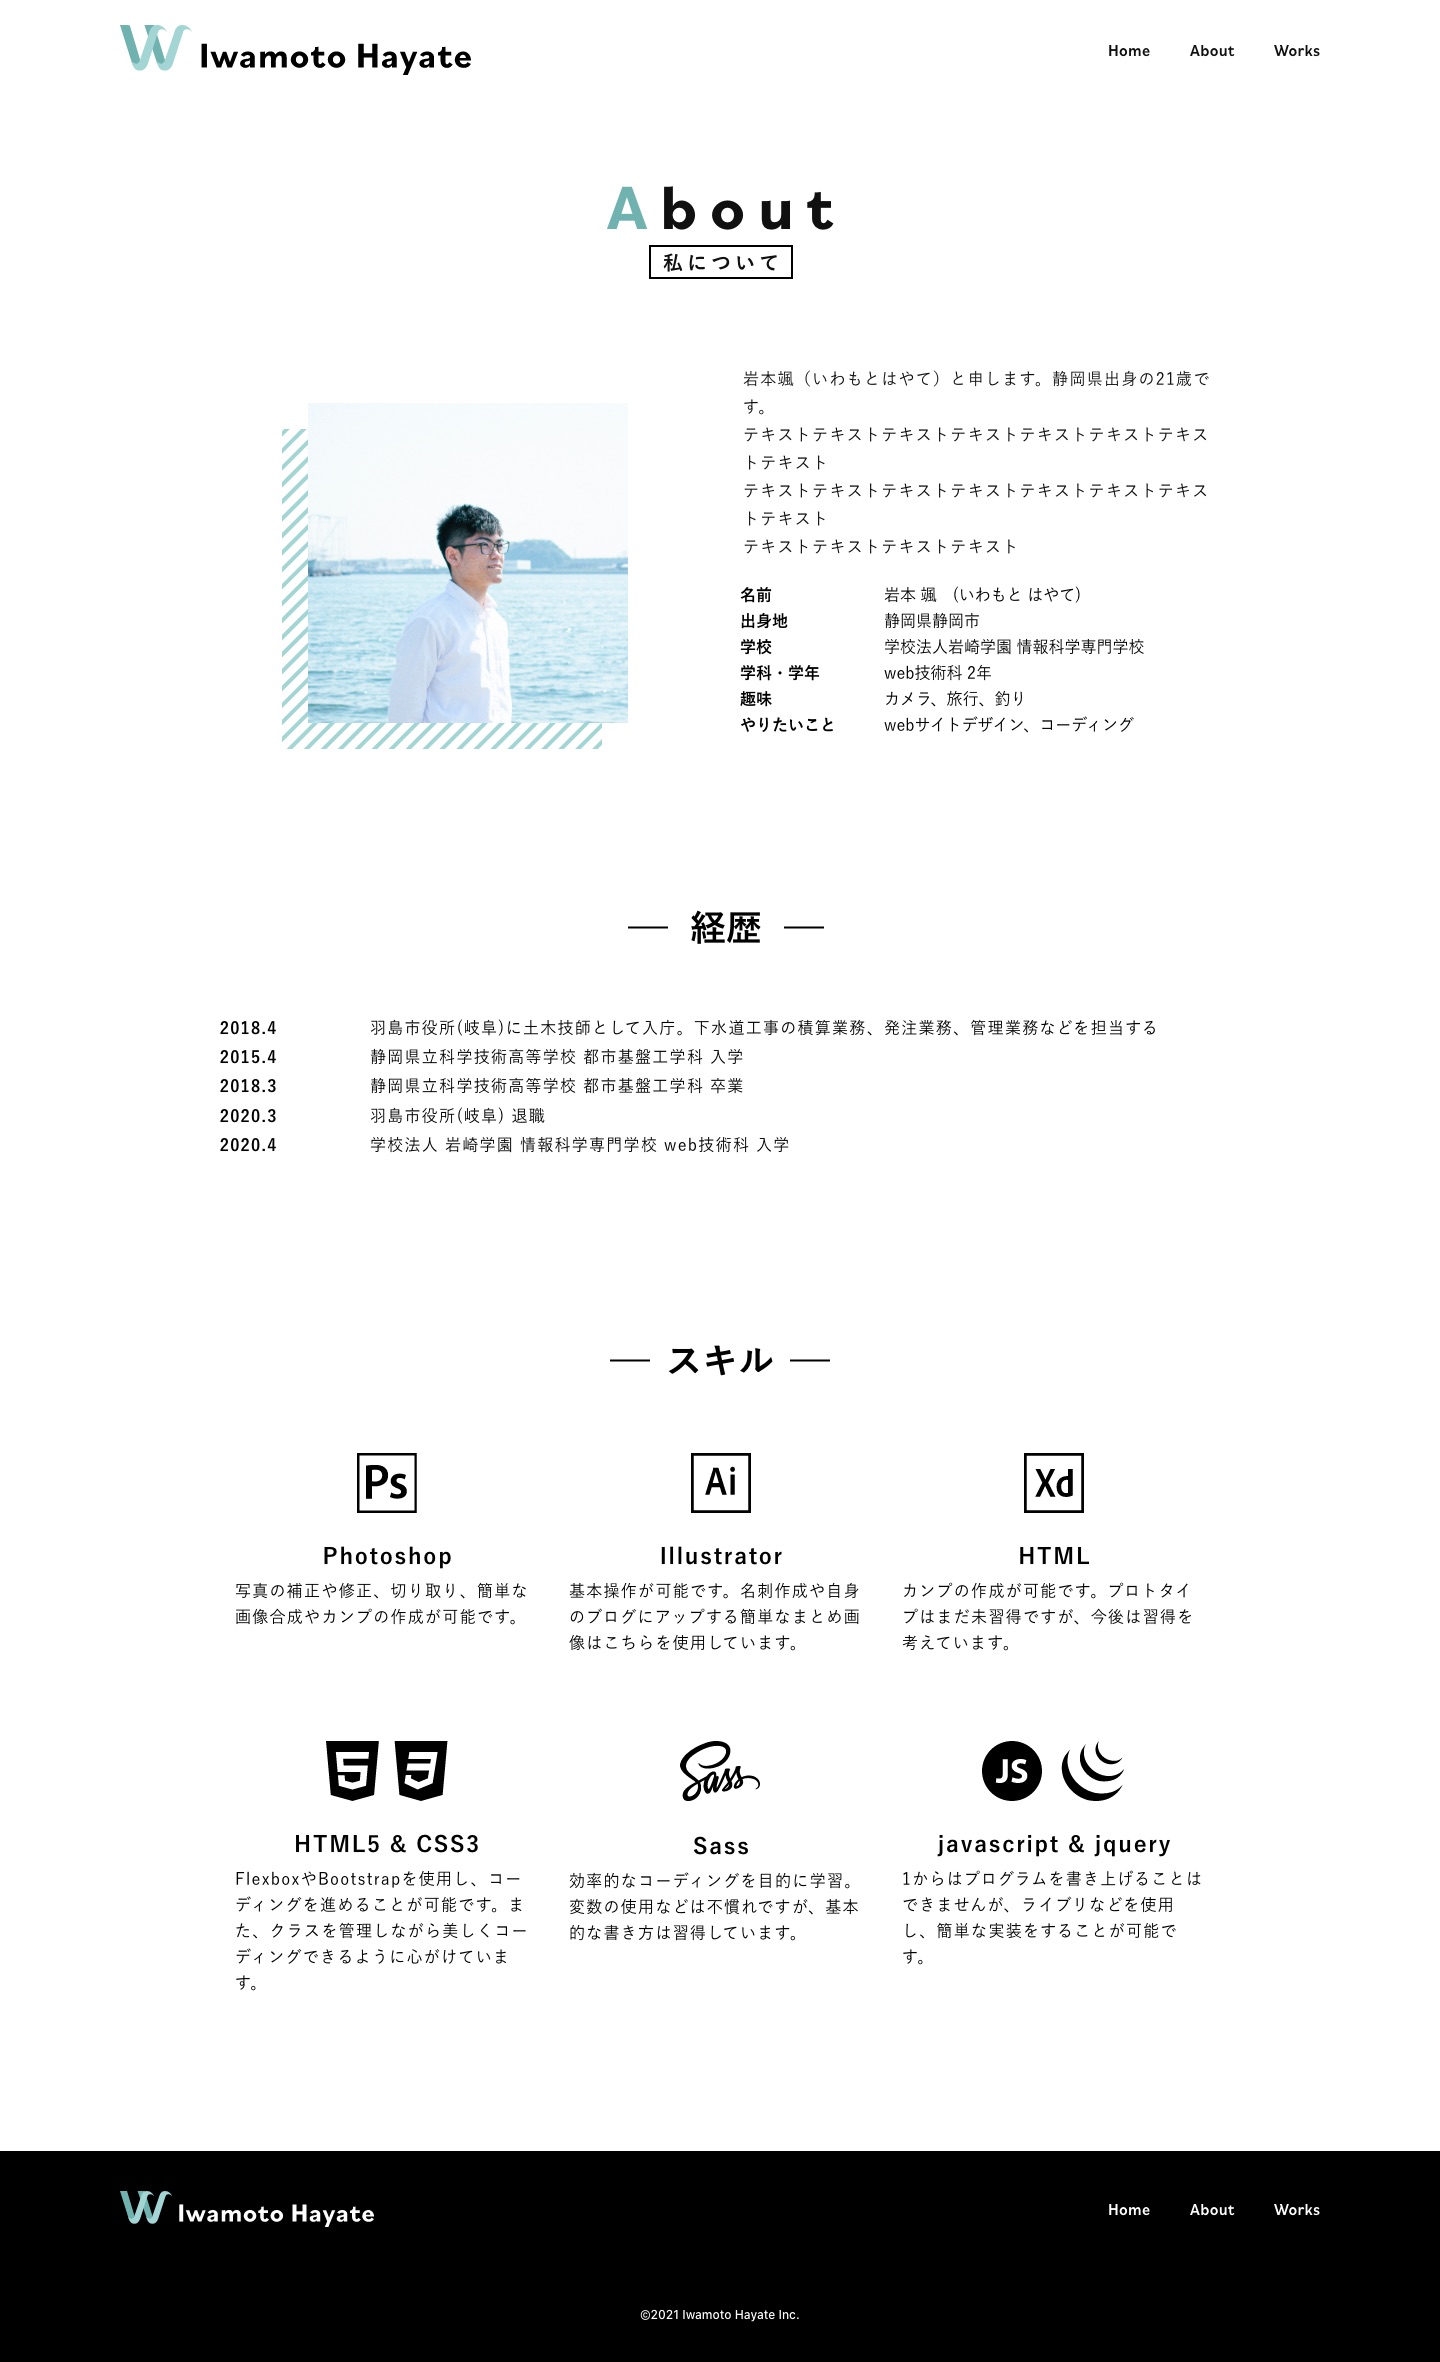 Iwamoto Hayate
Home About Works
About
私について
岩本颯（いわもとはやて）と申します。静岡県出身の21歳で
す。
テキストテキストテキストテキストテキストテキストテキス
トテキスト
テキストテキストテキストテキストテキストテキストテキス
トテキスト
テキストテキストテキストテキスト
名前 岩本 颯 （いわもと はやて）
出身地 静岡県静岡市
学校 学校法人岩崎学園 情報科学専門学校
学科・学年 web技術科 2年
趣味 カメラ、旅行、釣り
やりたいこと webサイトデザイン、コーディング
経歴
2018.4 羽島市役所(岐阜)に土木技師として入庁。下水道工事の積算業務、発注業務、管理業務などを担当する
2015.4 静岡県立科学技術高等学校 都市基盤工学科 入学
2018.3 静岡県立科学技術高等学校 都市基盤工学科 卒業
2020.3 羽島市役所(岐阜) 退職
2020.4 学校法人 岩崎学園 情報科学専門学校 web技術科 入学
スキル
Ps
Photoshop
写真の補正や修正、切り取り、簡単な
画像合成やカンプの作成が可能です。
Ai
Illustrator
基本操作が可能です。名刺作成や自身
のブログにアップする簡単なまとめ画
像はこちらを使用しています。
Xd
HTML
カンプの作成が可能です。プロトタイ
プはまだ未習得ですが、今後は習得を
考えています。
5 3
HTML5 & CSS3
FlexboxやBootstrapを使用し、コー
ディングを進めることが可能です。ま
た、クラスを管理しながら美しくコー
ディングできるように心がけていま
す。
Sass
Sass
効率的なコーディングを目的に学習。
変数の使用などは不慣れですが、基本
的な書き方は習得しています。
JS
javascript & jquery
1からはプログラムを書き上げることは
できませんが、ライブリなどを使用
し、簡単な実装をすることが可能で
す。
Iwamoto Hayate
Home About Works
©2021 Iwamoto Hayate Inc.